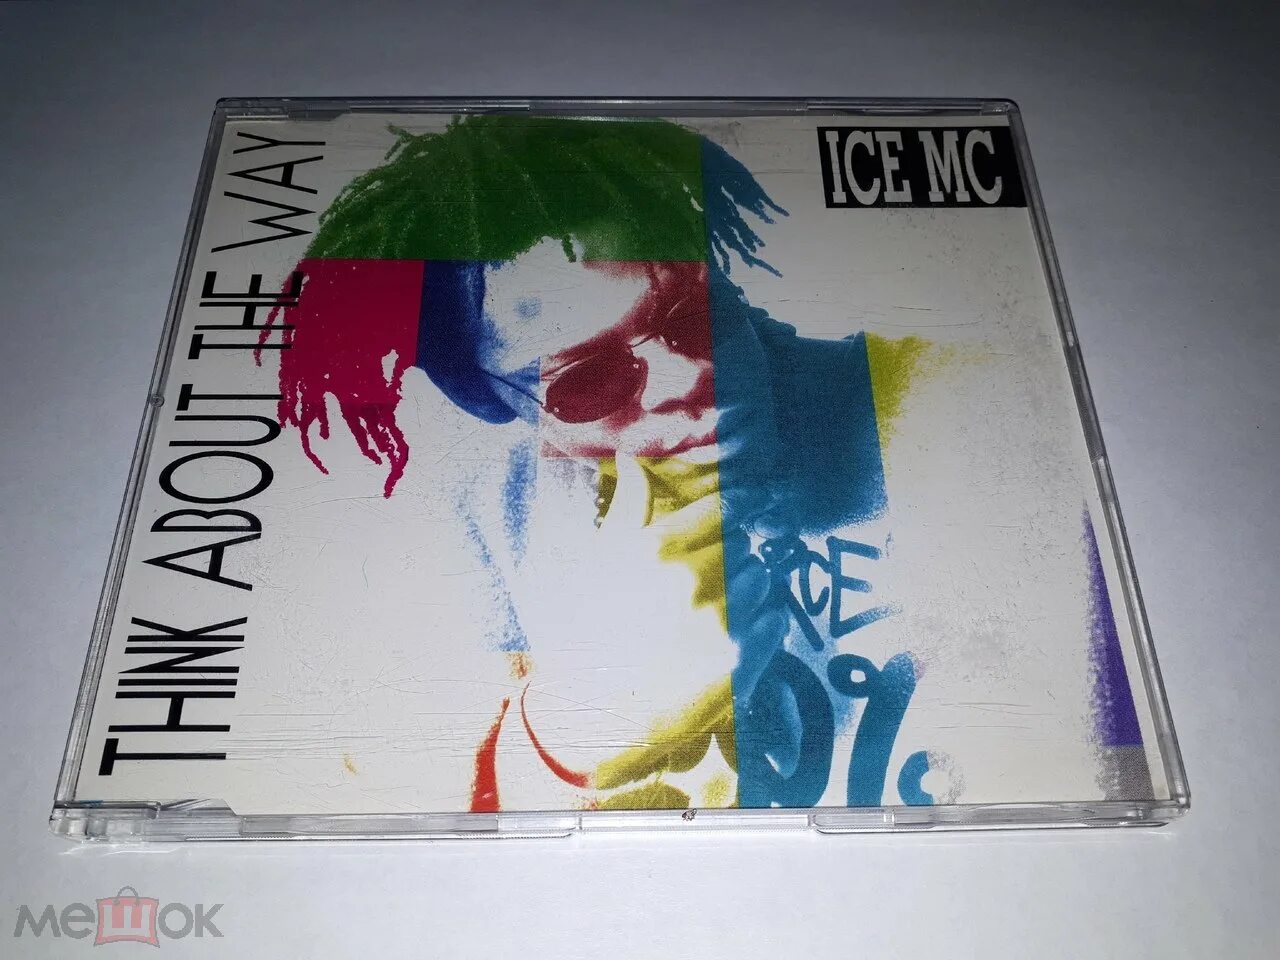 THINK ABOUT THE WAY
ICE MC
ICE
мешок